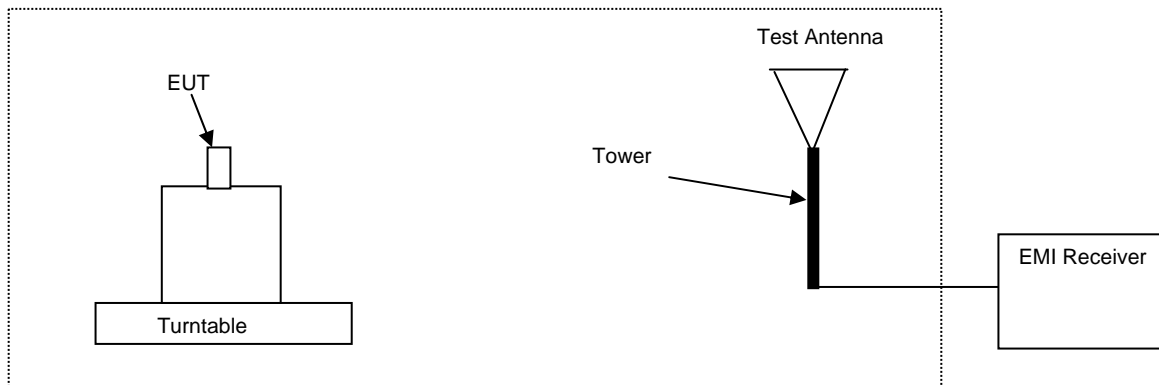 Test Antenna
EUT
Tower
EMI Receiver
Turntable